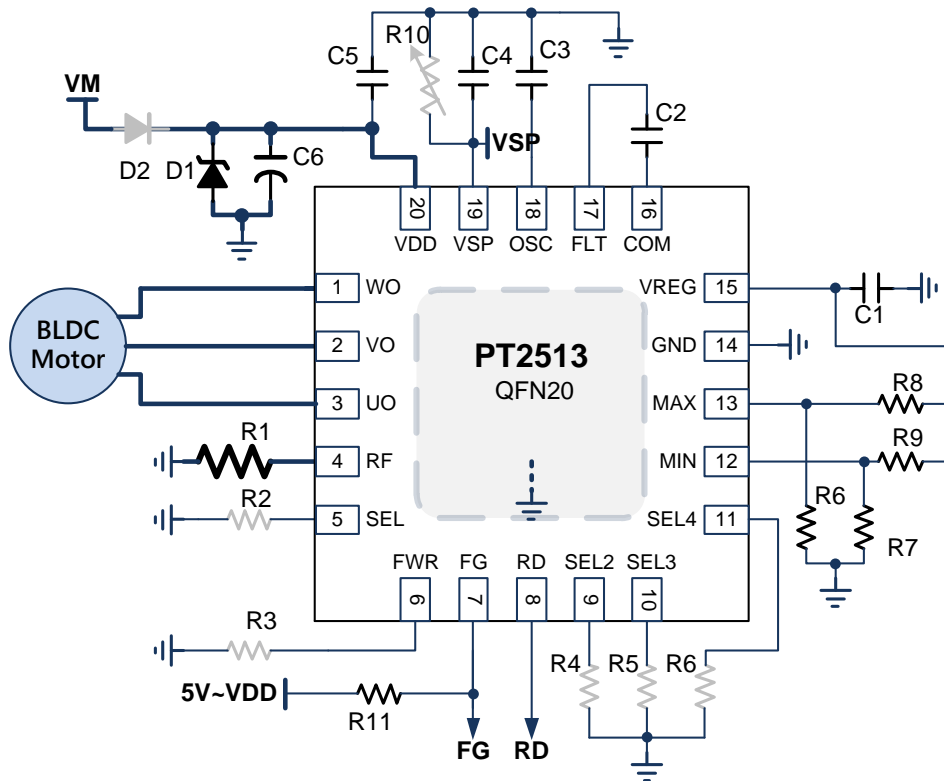 R10
C5
C4
C3
VM
C2
VSP
D2
D1
C6
20
19
18
17
16
VDD
VSP
OSC
FLT
COM
1
WO
VREG
15
C1
BLDC
Motor
2
VO
PT2513
QFN20
GND
14
3
UO
MAX
13
R8
R1
4
RF
MIN
12
R9
R2
5
SEL
SEL4
11
R6
R7
FWR
FG
RD
SEL2
SEL3
6
7
8
9
10
R3
R4
R5
R6
5V~VDD
R11
FG
RD